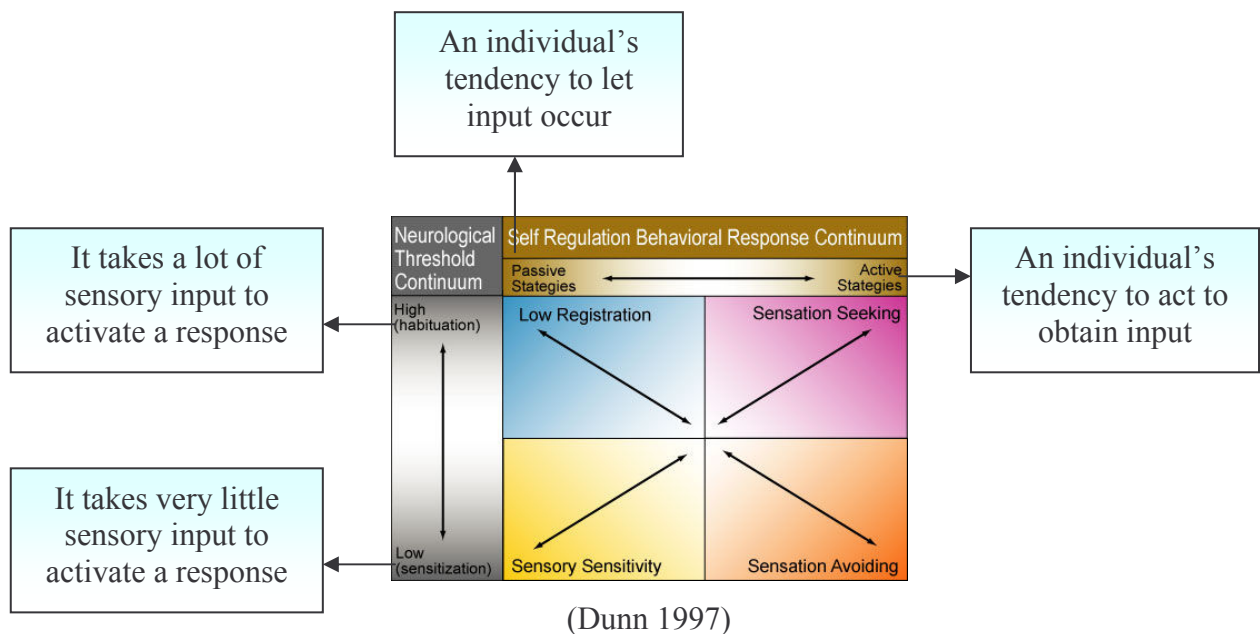 An individual’s
tendency to let
input occur
It takes a lot of
sensory input to
activate a response
Neurological
Threshold
Continuum
Self Regulation Behavioral Response Continuum
Passive
Stategies
Active
Stategies
An individual’s
tendency to act to
obtain input
High
(habituation)
Low Registration
Sensation Seeking
It takes very little
sensory input to
activate a response
Low
(sensitization)
Sensory Sensitivity
Sensation Avoiding
(Dunn 1997)